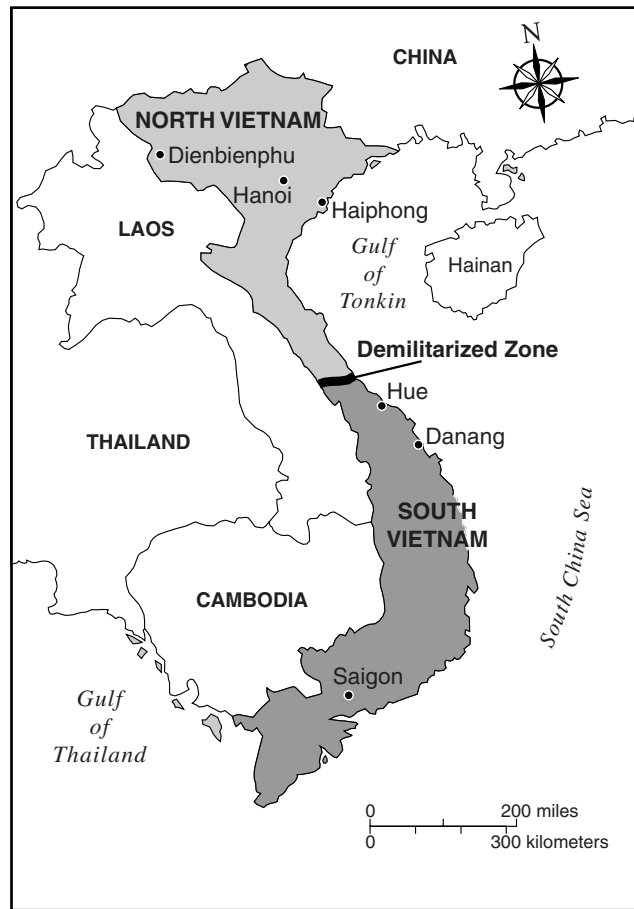 N
CHINA
NORTH VIETNAM
Dienbienphu
Hanoi
Haiphong
LAOS
Gulf
of
Tonkin
Hainan
Demilitarized Zone
Hue
THAILAND
Danang
SOUTH
VIETNAM
South China Sea
CAMBODIA
Saigon
Gulf
of
Thailand
0 200 miles
0 300 kilometers